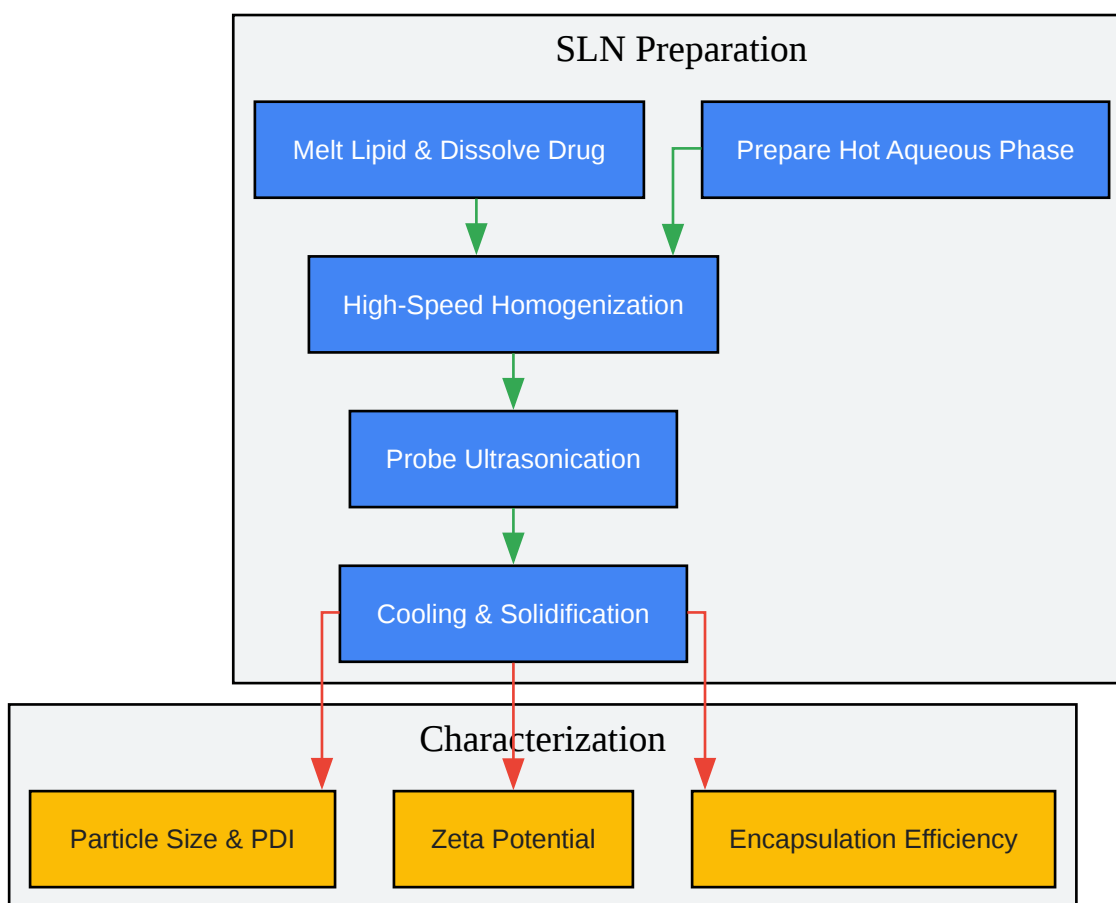 SLN Preparation
Melt Lipid & Dissolve Drug
Prepare Hot Aqueous Phase
High-Speed Homogenization
Probe Ultrasonication
Cooling & Solidification
Characterization
Particle Size & PDI
Zeta Potential
Encapsulation Efficiency